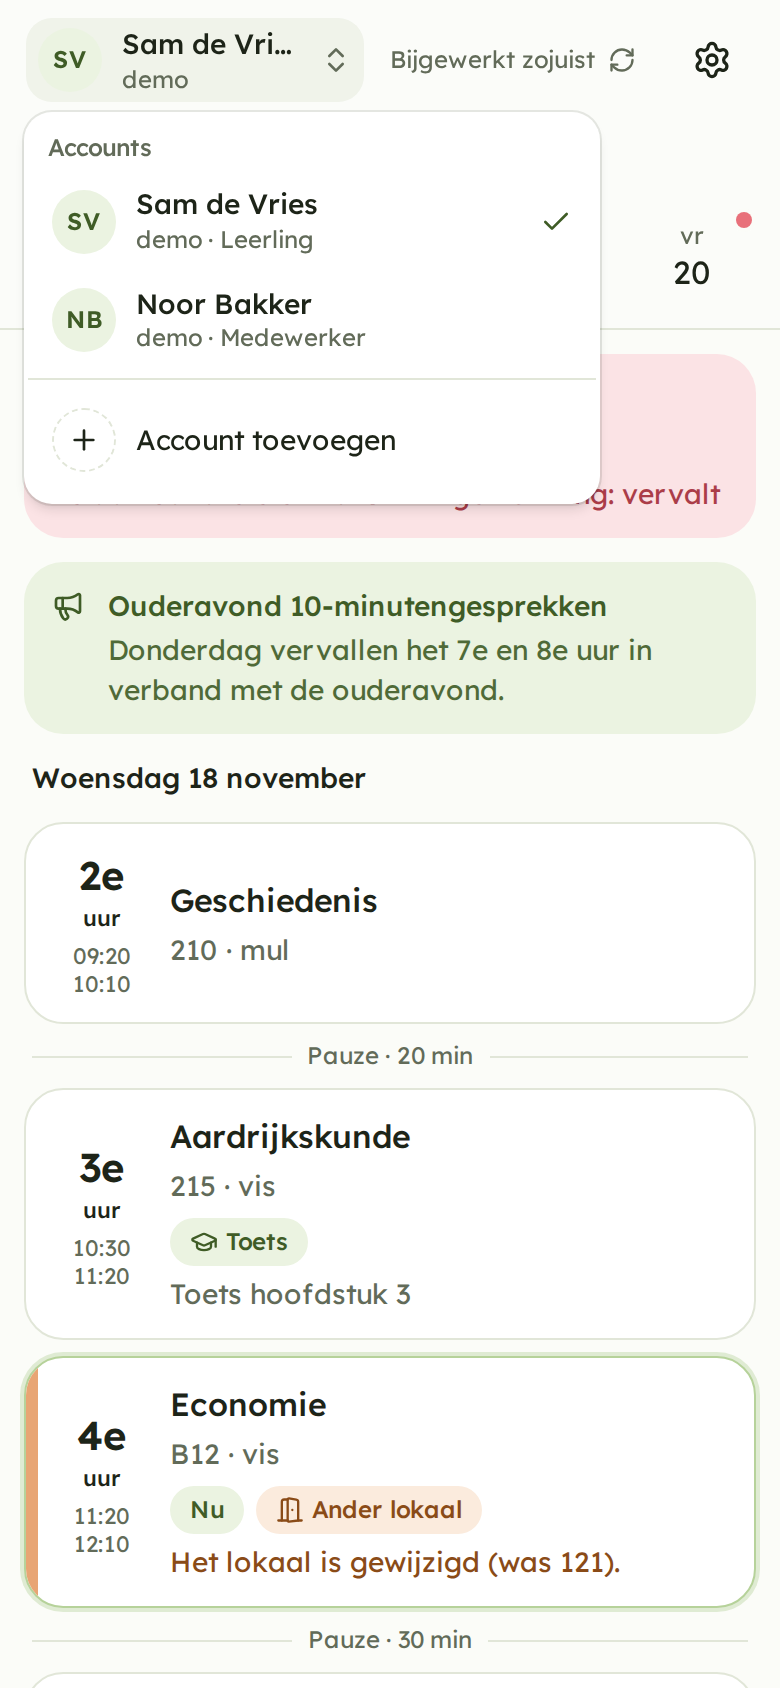 SV
Sam de Vri...
demo
Bijgewerkt zojuist
Accounts
SV
Sam de Vries
demo · Leerling
NB
Noor Bakker
demo · Medewerker
Account toevoegen
vr
20
vervalt
Ouderavond 10-minutengesprekken
Donderdag vervallen het 7e en 8e uur in
verband met de ouderavond.
Woensdag 18 november
2e
uur
09:20
10:10
Geschiedenis
210 · mul
Pauze · 20 min
3e
uur
10:30
11:20
Aardrijkskunde
215 · vis
Toets
Toets hoofdstuk 3
4e
uur
11:20
12:10
Economie
B12 · vis
Nu
Ander lokaal
Het lokaal is gewijzigd (was 121).
Pauze · 30 min